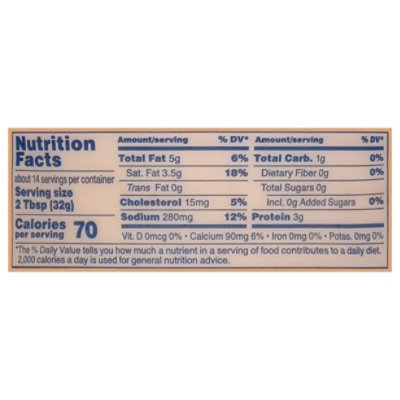 Nutrition Facts
about 14 servings per container
Serving size
2 Tbsp (32g)
Calories per serving 70
Amount/serving % DV*
Total Fat 5g 6%
Sat. Fat 3.5g 18%
Trans Fat 0g
Cholesterol 15mg 5%
Sodium 280mg 12%
Amount/serving % DV*
Total Carb. 1g 0%
Dietary Fiber 0g 0%
Total Sugars 0g
Incl. 0g Added Sugars 0%
Protein 3g
Vit. D 0mcg 0% • Calcium 90mg 6% • Iron 0mg 0% • Potas. 0mg 0%
*The % Daily Value tells you how much a nutrient in a serving of food contributes to a daily diet.
2,000 calories a day is used for general nutrition advice.